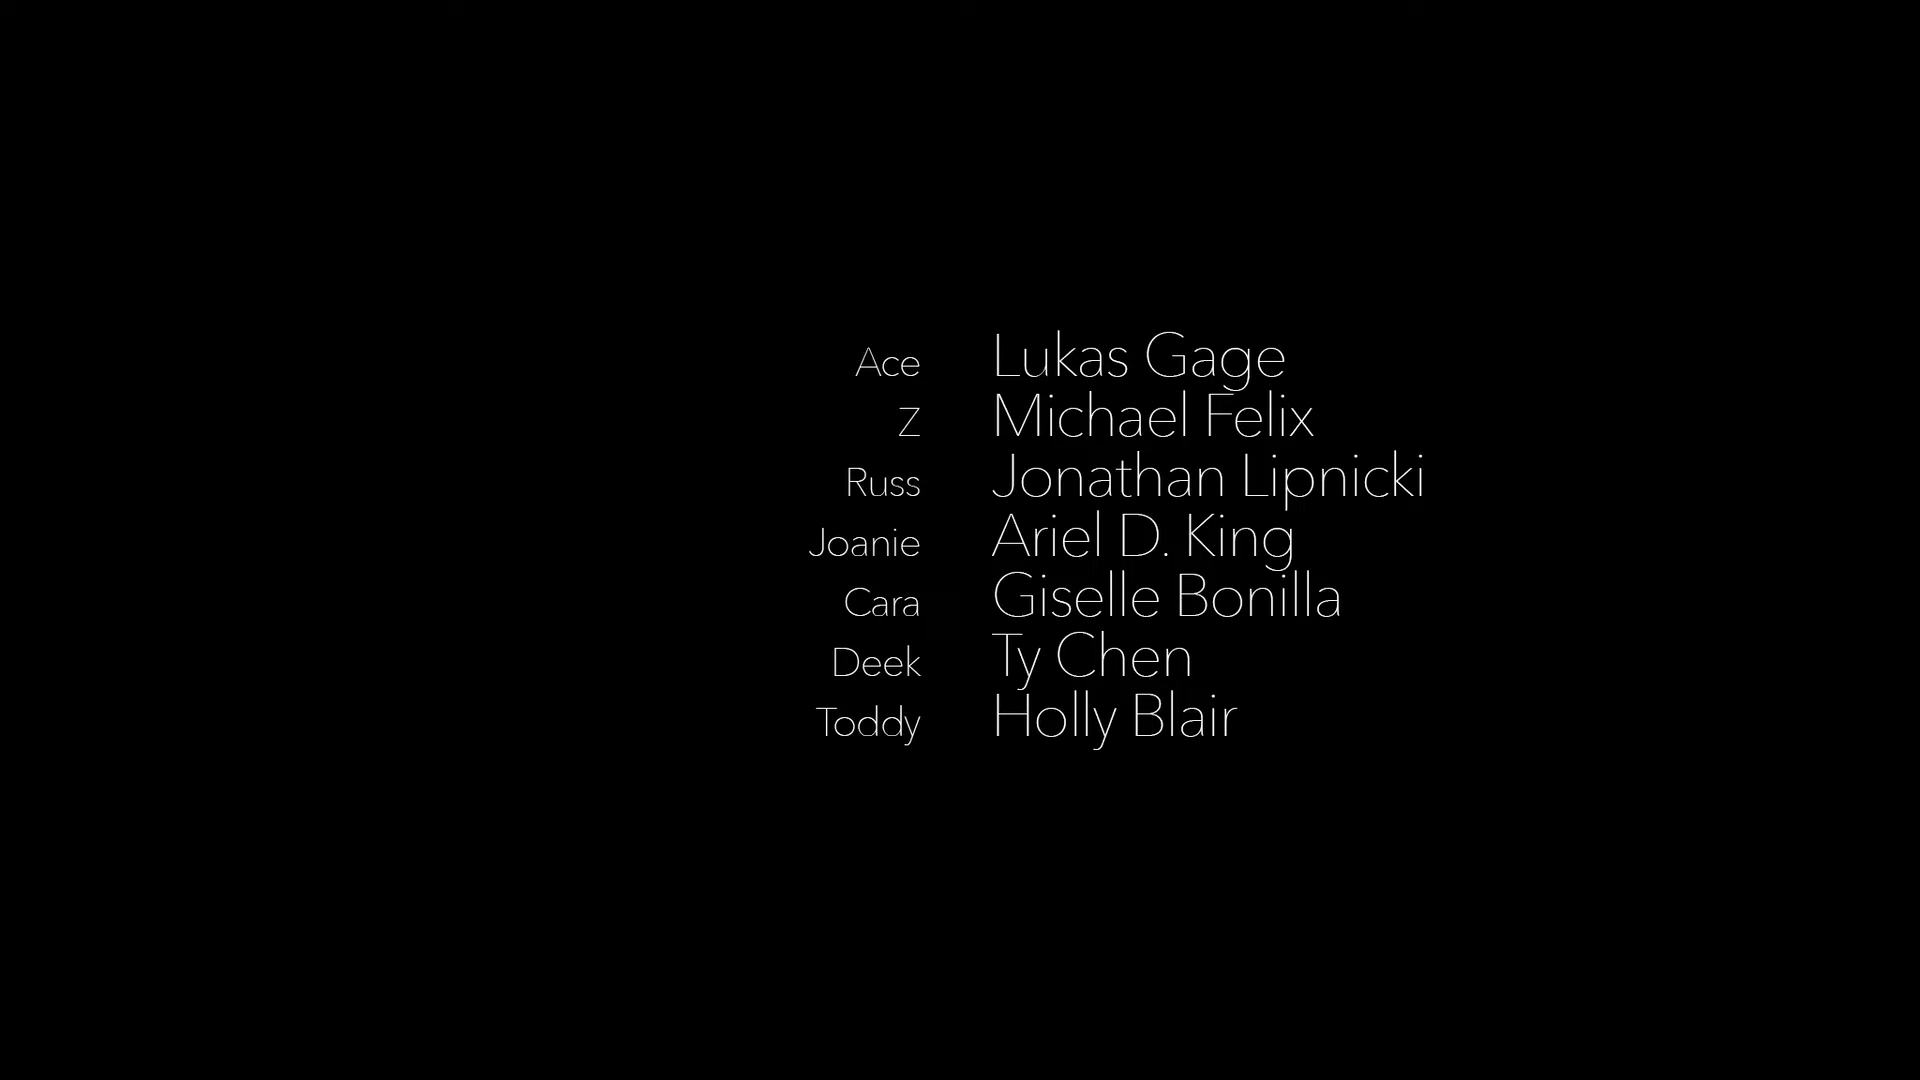 Ace Lukas Gage
Z Michael Felix
Russ Jonathan Lipnicki
Joanie Ariel D. King
Cara Giselle Bonilla
Deek Ty Chen
Toddy Holly Blair